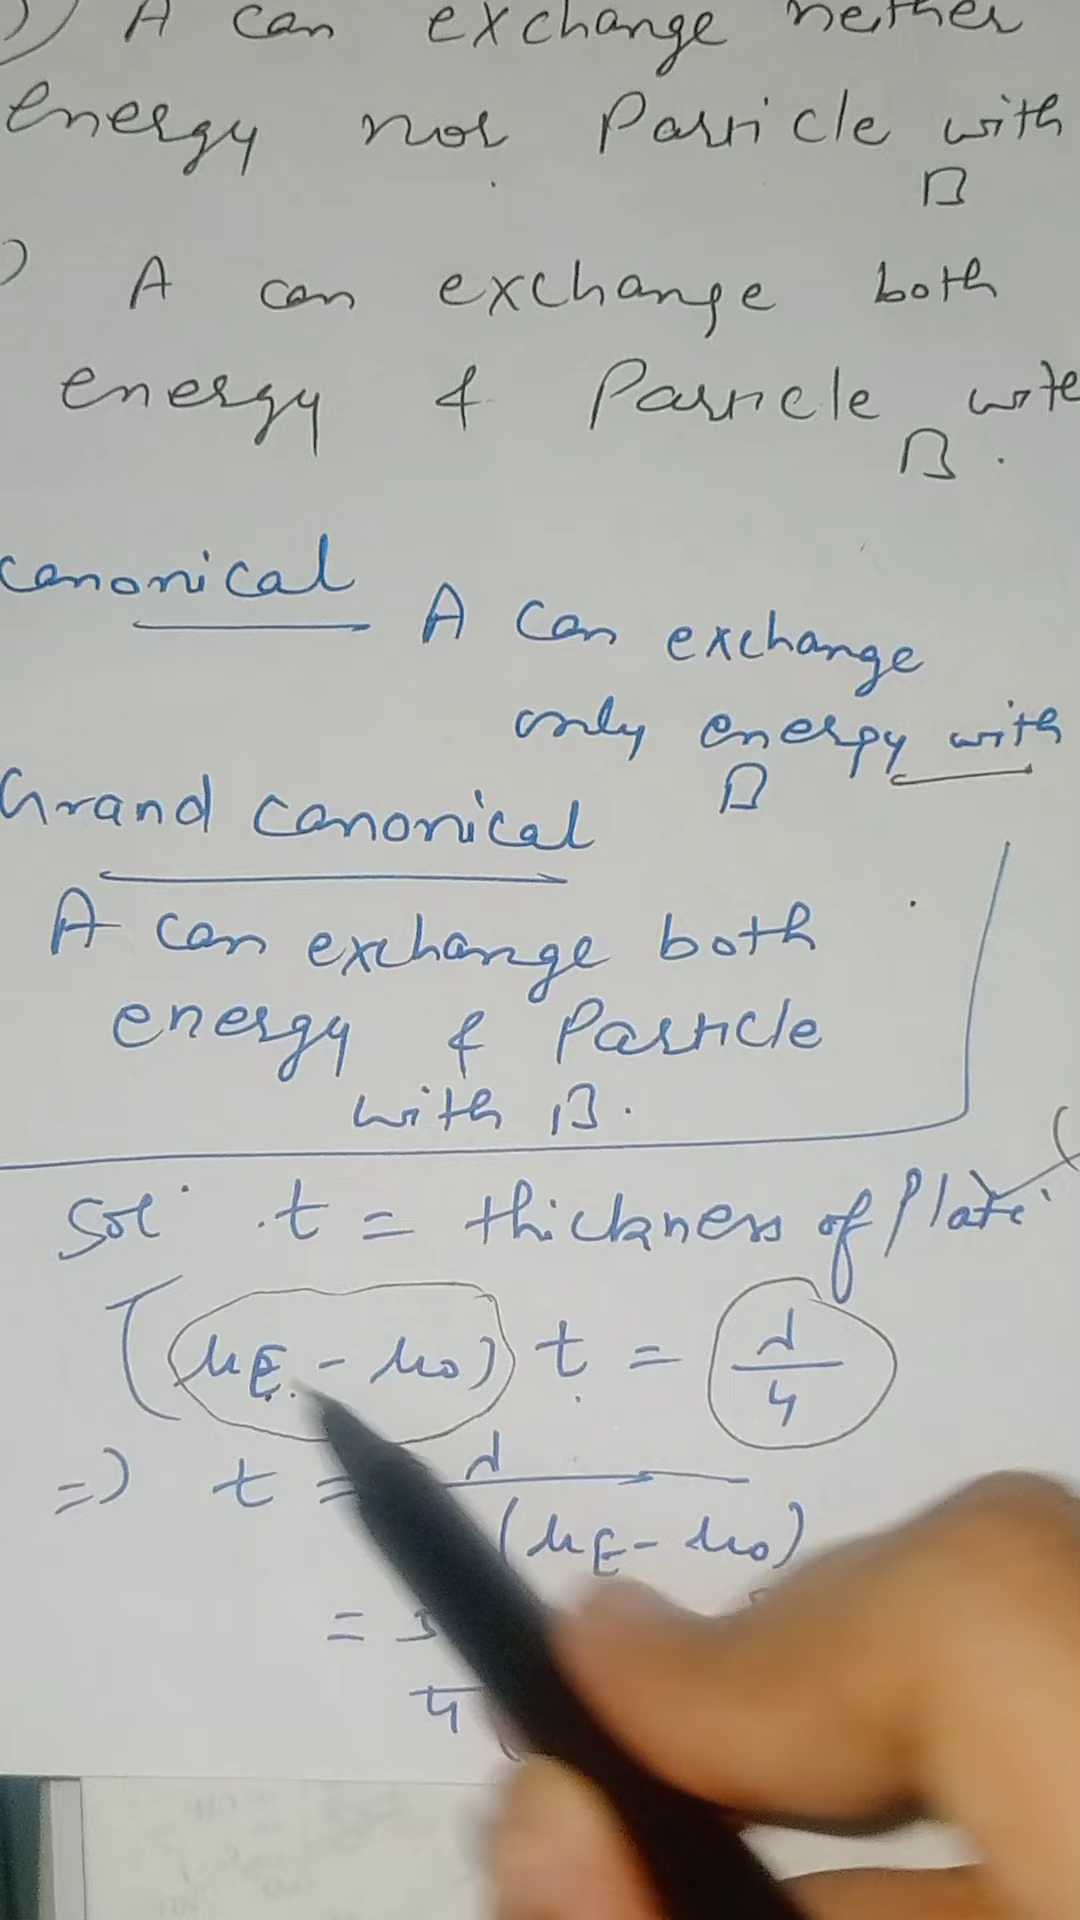 ) A can exchange neither
energy nor Particle with
B
) A can exchange both
energy & Particle
B.
canonical A can exchange
only energy with
B
Grand canonical
A can exchange both
energy & Particle
with B.
Sol. t = thickness of Plate
(μE - μo) t = λ/4
=> t = λ/(μE - μo)
=
4